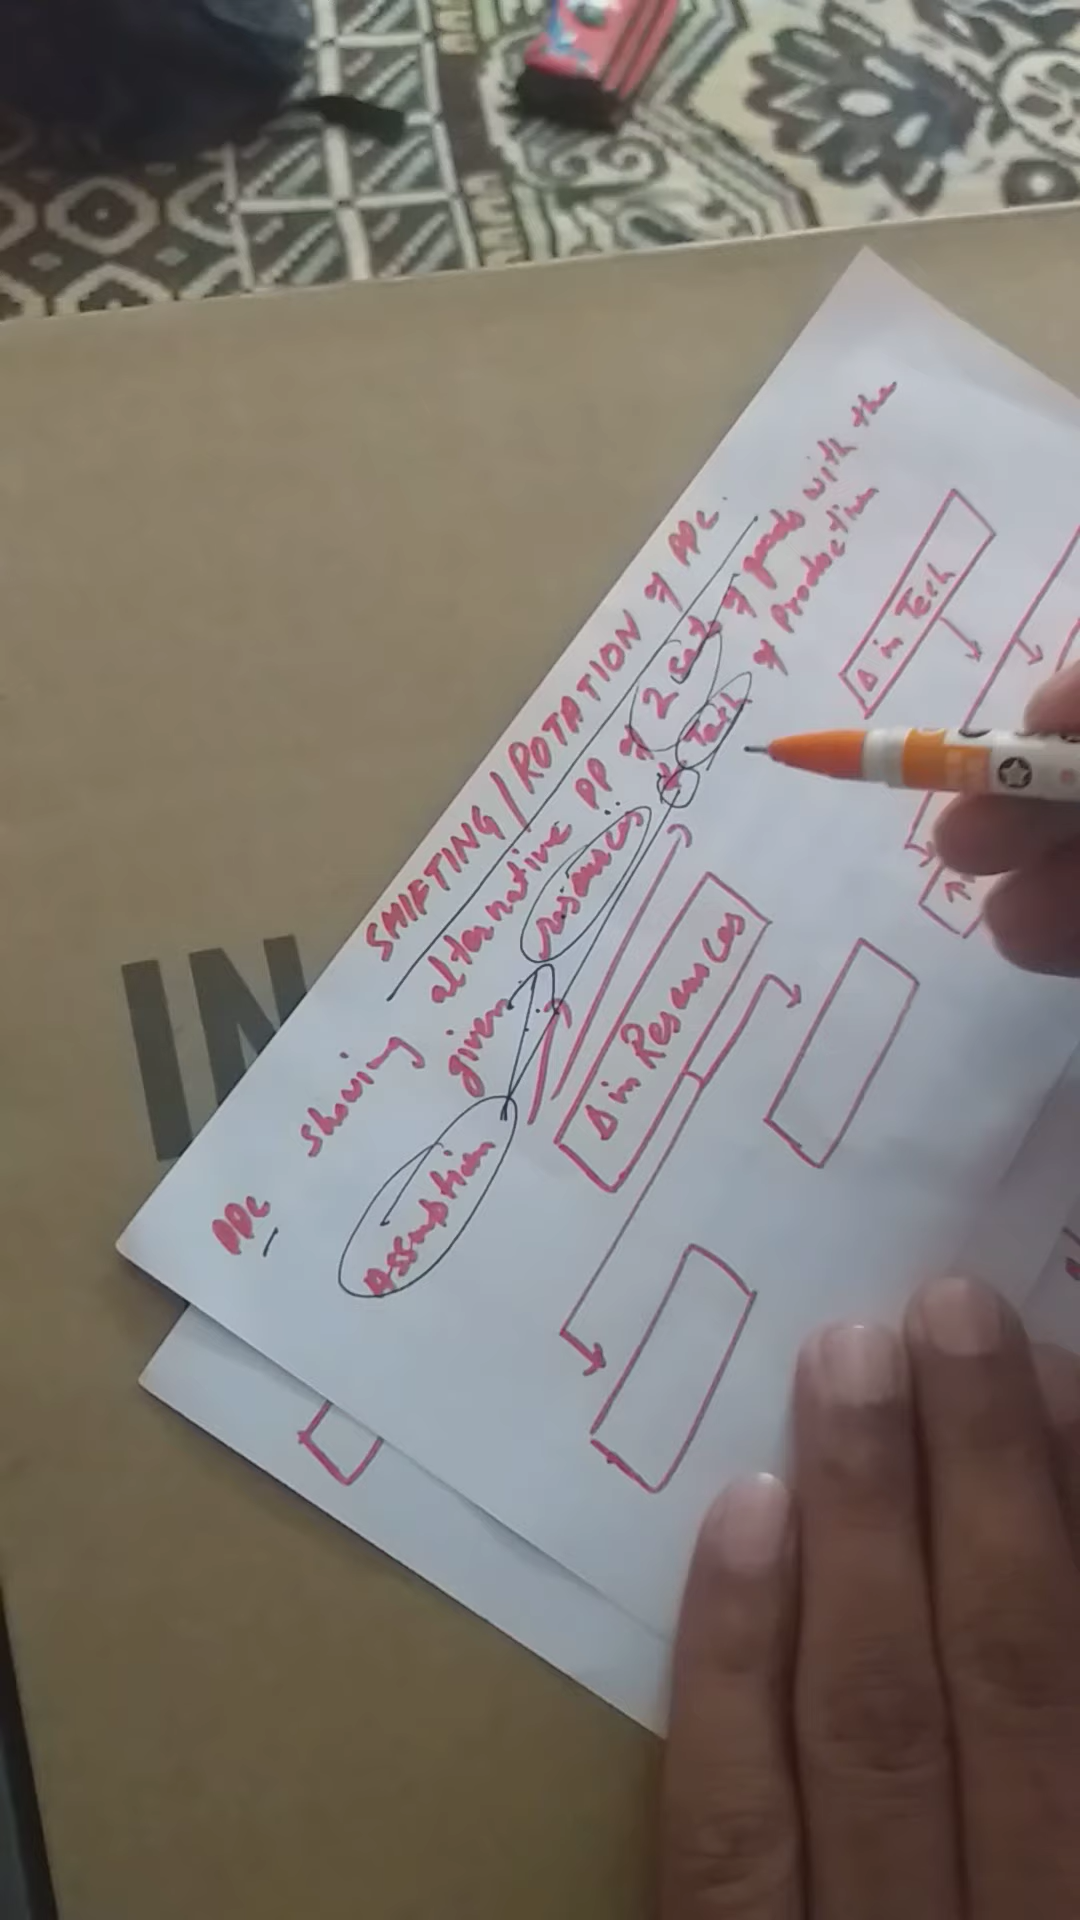 SHIFTING/ROTATION of PPC.
PPC showing alternative PP of 2 Sets of goods with the
given resources & Tech of Production
Assumption
Δ in Resources
Δ in Tech
↑
IN